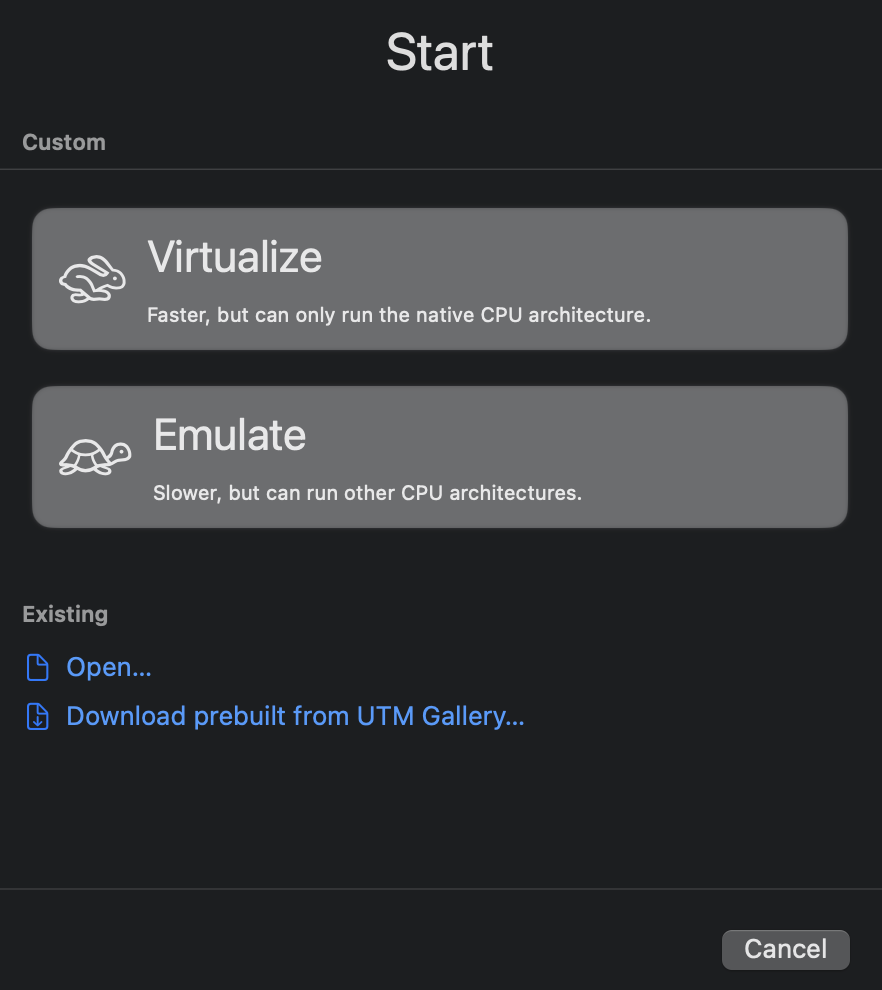 Start
Custom
Virtualize
Faster, but can only run the native CPU architecture.
Emulate
Slower, but can run other CPU architectures.
Existing
Open...
Download prebuilt from UTM Gallery...
Cancel